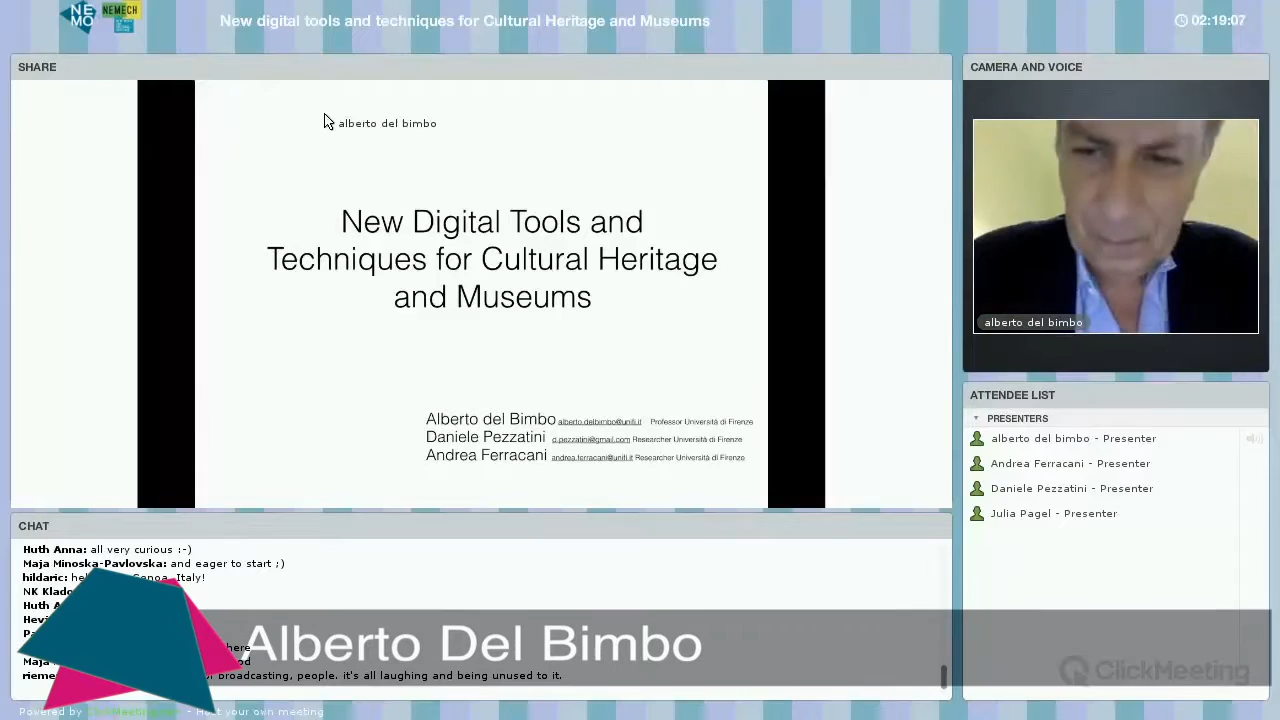 NE
MO
NEMECH
New digital tools and techniques for Cultural Heritage and Museums
02:19:07
SHARE
CAMERA AND VOICE
alberto del bimbo
New Digital Tools and
Techniques for Cultural Heritage
and Museums
Alberto del Bimbo alberto.delbimbo@unifi.it Professor Università di Firenze
Daniele Pezzatini d.pezzatini@gmail.com Researcher Università di Firenze
Andrea Ferracani andrea.ferracani@unifi.it Researcher Università di Firenze
alberto del bimbo
ATTENDEE LIST
PRESENTERS
alberto del bimbo - Presenter
Andrea Ferracani - Presenter
Daniele Pezzatini - Presenter
Julia Pagel - Presenter
CHAT
Huth Anna: all very curious :-)
Maja Minoska-Pavlovska: and eager to start ;)
hildaric: Genoa, Italy!
NK
Huth
here
Maja
broadcasting, people. it's all laughing and being unused to it.
Alberto Del Bimbo
ClickMeeting
Powered by - Host your own meeting